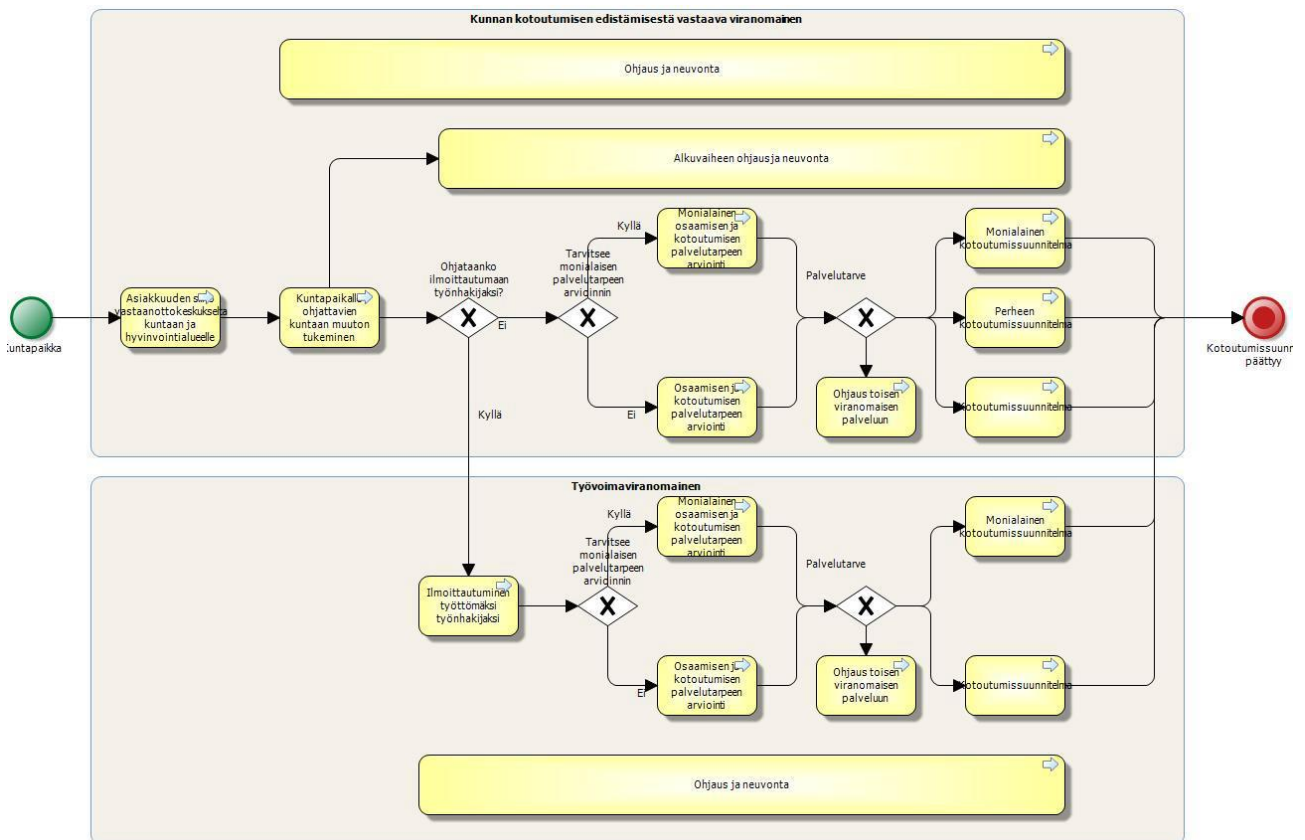 Kunnan kotoutumisen edistämisestä vastaava viranomainen
Ohjaus ja neuvonta
Alkuvaiheen ohjaus ja neuvonta
Kuntapaikka
Asiakkuuden
vastaanottokeskukselta
kuntaan ja
hyvinvointialueelle
Kuntapaikalle
ohjattavien
kuntaan muuton
tukeminen
Ohjataanko
ilmoittautumaan
työnhakijaksi?
Ei
Kyllä
Tarvitsee
monialaisen
palvelutarpeen
arvioinnin
Kyllä
Ei
Monialainen
osaamisen ja
kotoutumisen
palvelutarpeen
arviointi
Osaamisen ja
kotoutumisen
palvelutarpeen
arviointi
Palvelutarve
Ohjaus toisen
viranomaisen
palveluun
Monialainen
kotoutumissuunnitelma
Perheen
kotoutumissuunnitelma
Kotoutumissuunnitelma
Kotoutumissuunn
päättyy
Työvoimaviranomainen
Ilmoittautuminen
työttömäksi
työnhakijaksi
Tarvitsee
monialaisen
palvelutarpeen
arvioinnin
Kyllä
Ei
Monialainen
osaamisen ja
kotoutumisen
palvelutarpeen
arviointi
Osaamisen ja
kotoutumisen
palvelutarpeen
arviointi
Palvelutarve
Ohjaus toisen
viranomaisen
palveluun
Monialainen
kotoutumissuunnitelma
Kotoutumissuunnitelma
Ohjaus ja neuvonta